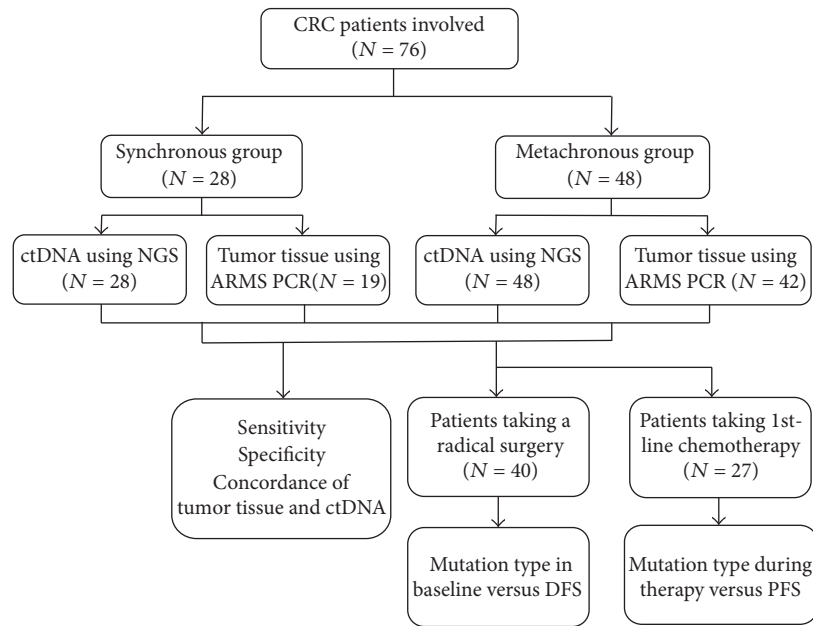 CRC patients involved
(N = 76)
Synchronous group
(N = 28)
Metachronous group
(N = 48)
ctDNA using NGS
(N = 28)
Tumor tissue using
ARMS PCR(N = 19)
ctDNA using NGS
(N = 48)
Tumor tissue using
ARMS PCR (N = 42)
Sensitivity
Specificity
Concordance of
tumor tissue and ctDNA
Patients taking a
radical surgery
(N = 40)
Patients taking 1st-
line chemotherapy
(N = 27)
Mutation type in
baseline versus DFS
Mutation type during
therapy versus PFS